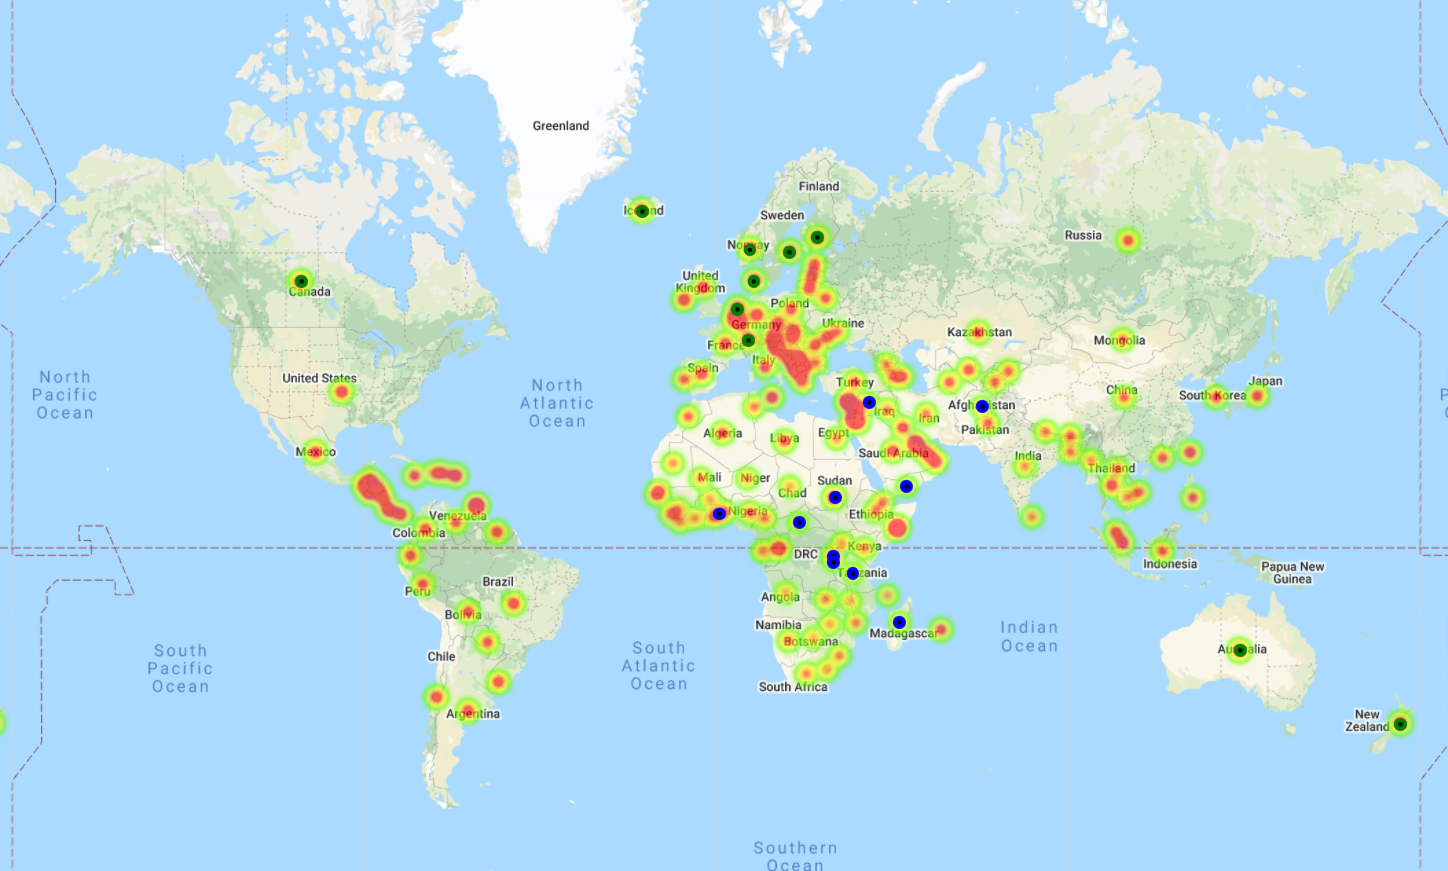 Greenland
Finland
Iceland
Sweden
Norway
Russia
Canada
United
Kingdom
Poland
Germany
Ukraine
France
Kazakhstan
Mongolia
Italy
Spain
North
Pacific
Ocean
United States
North
Atlantic
Ocean
Turkey
China
South Korea
Japan
Iraq
Iran
Afghanistan
Pakistan
Algeria
Libya
Egypt
Mexico
Saudi Arabia
India
Thailand
Mali
Niger
Chad
Sudan
Nigeria
Ethiopia
Venezuela
Colombia
DRC
Kenya
Indonesia
Papua New
Guinea
Tanzania
Peru
Brazil
Angola
Bolivia
Namibia
Botswana
Madagascar
Indian
Ocean
South
Pacific
Ocean
Chile
South
Atlantic
Ocean
Australia
South Africa
Argentina
New
Zealand
Southern
Ocean
P